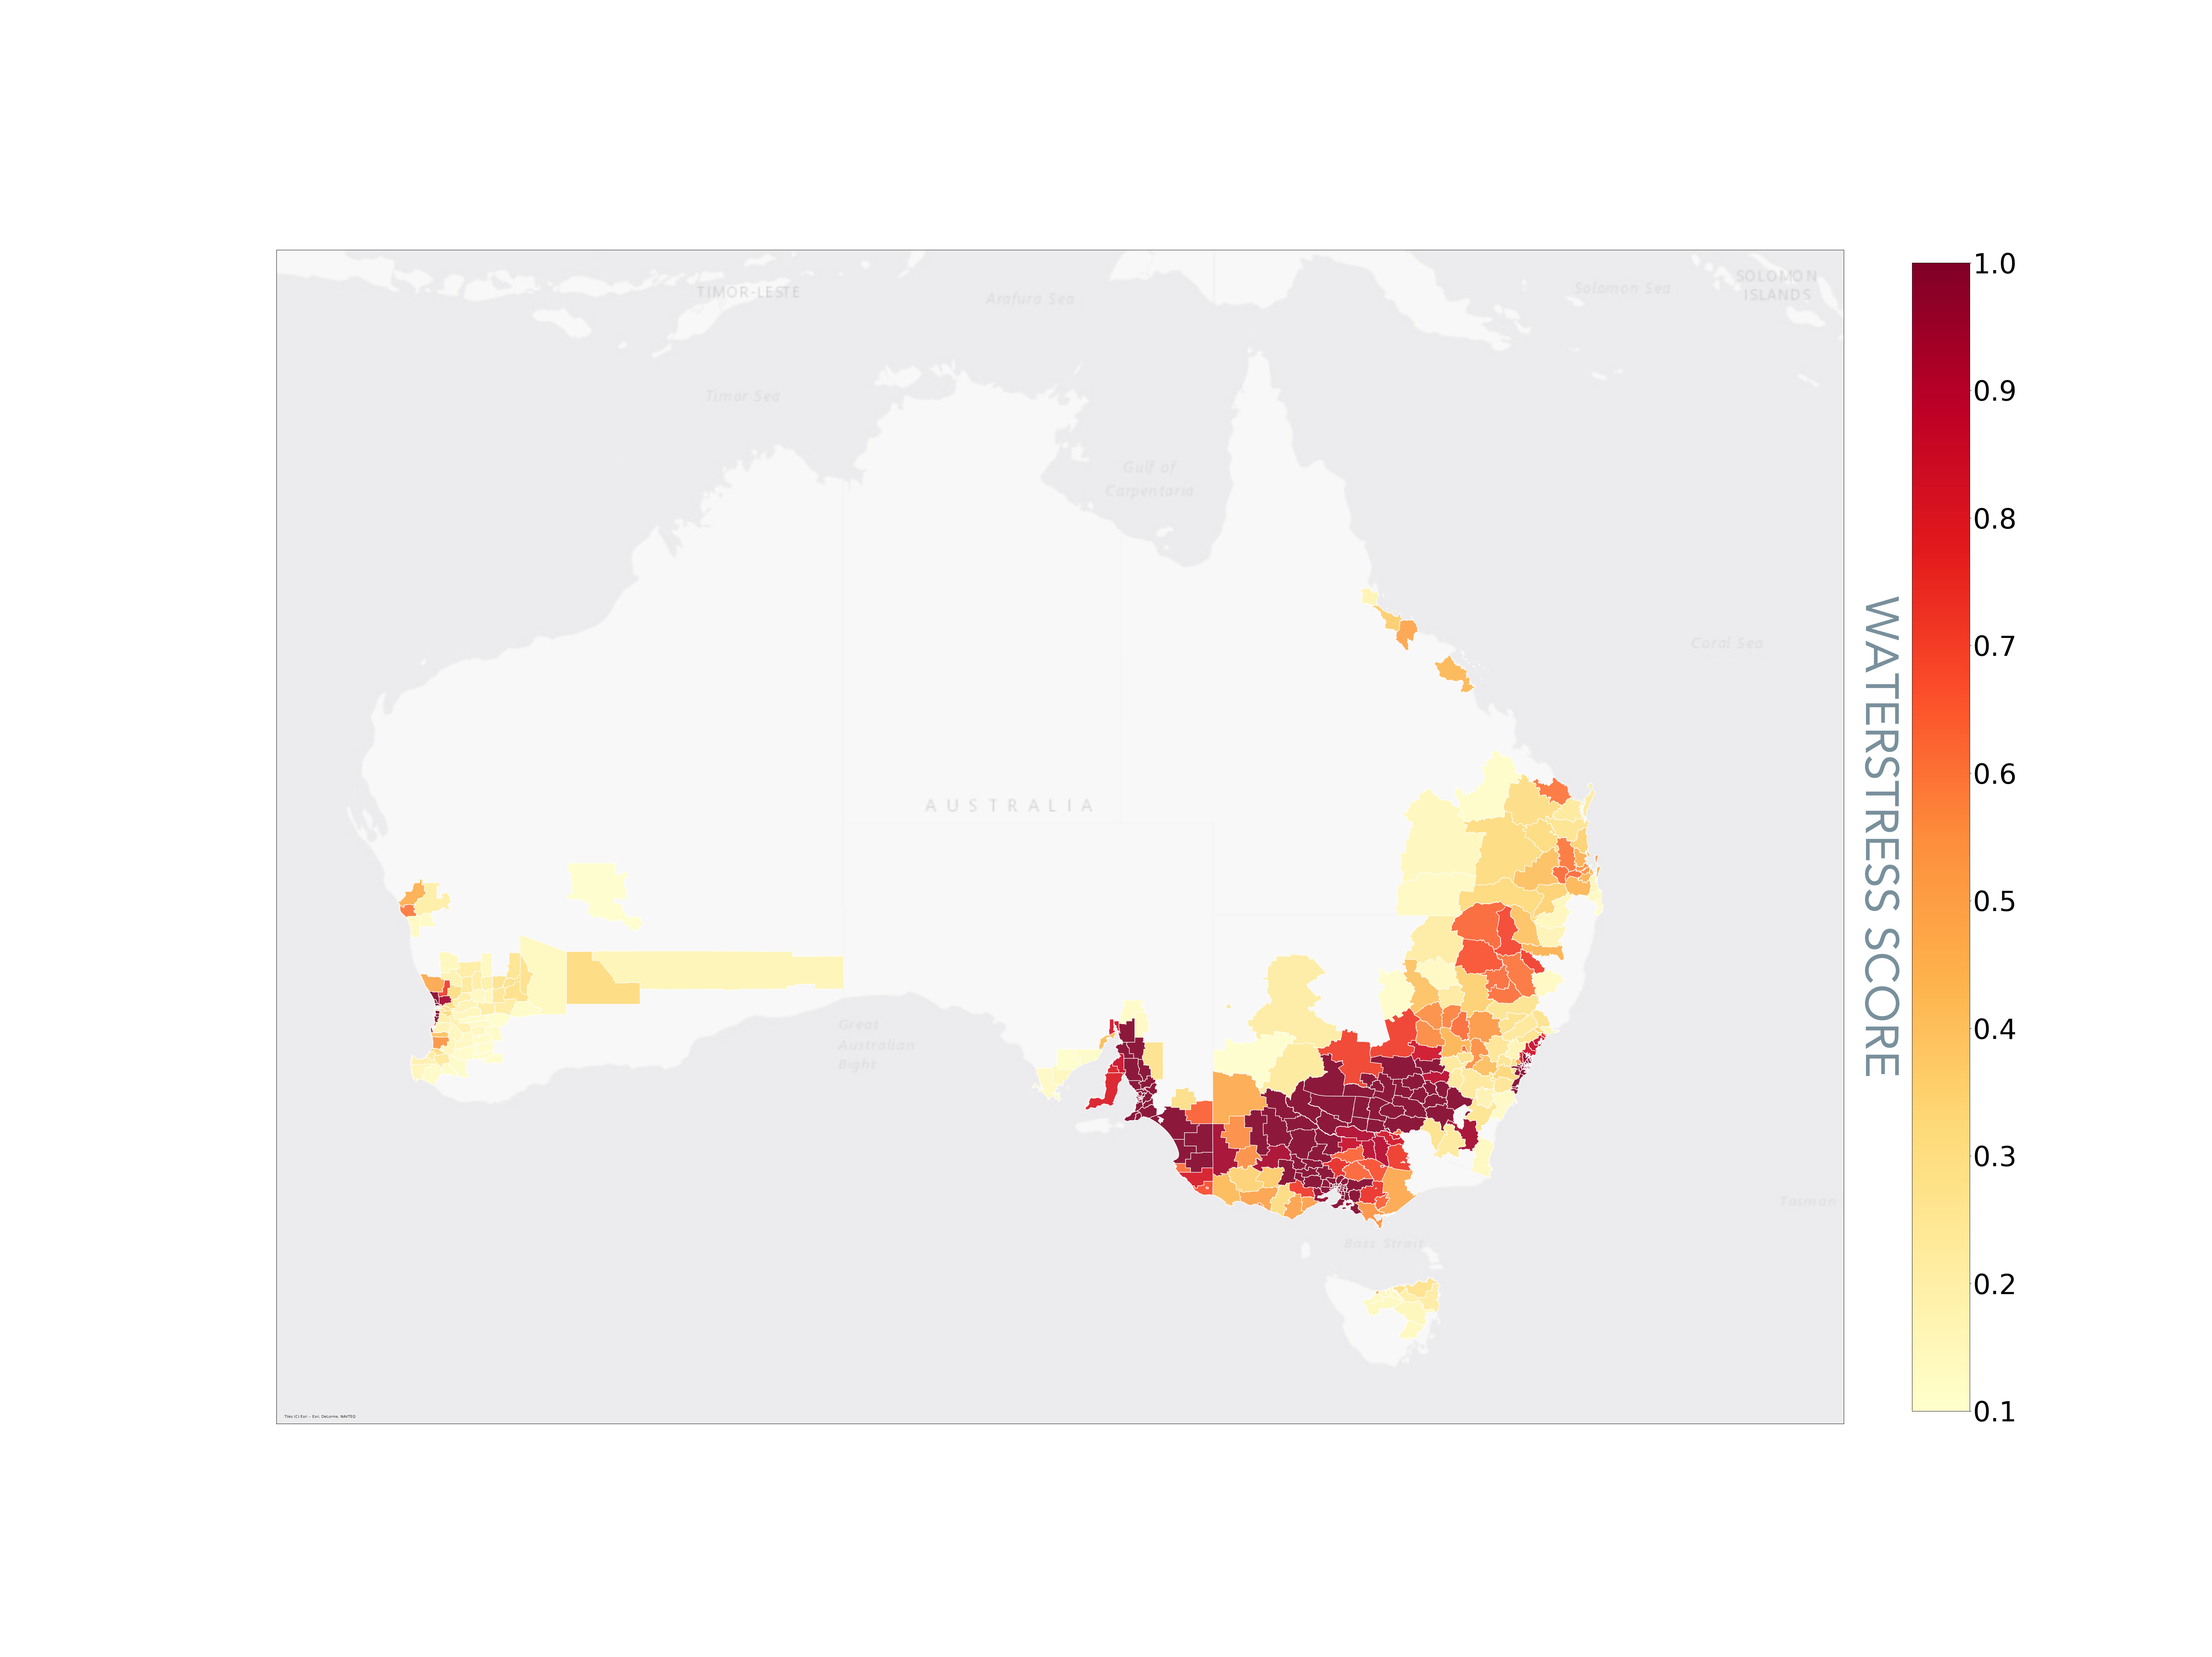 TIMOR-LESTE
Arafura Sea
Solomon Sea
SOLOMON
ISLANDS
Timor Sea
Gulf of
Carpentaria
Coral Sea
AUSTRALIA
Great
Australian
Bight
Tasman
Bass Strait
Tiles (C) Esri -- Esri, DeLorme, NAVTEQ
WATERSTRESS SCORE
1.0
0.9
0.8
0.7
0.6
0.5
0.4
0.3
0.2
0.1